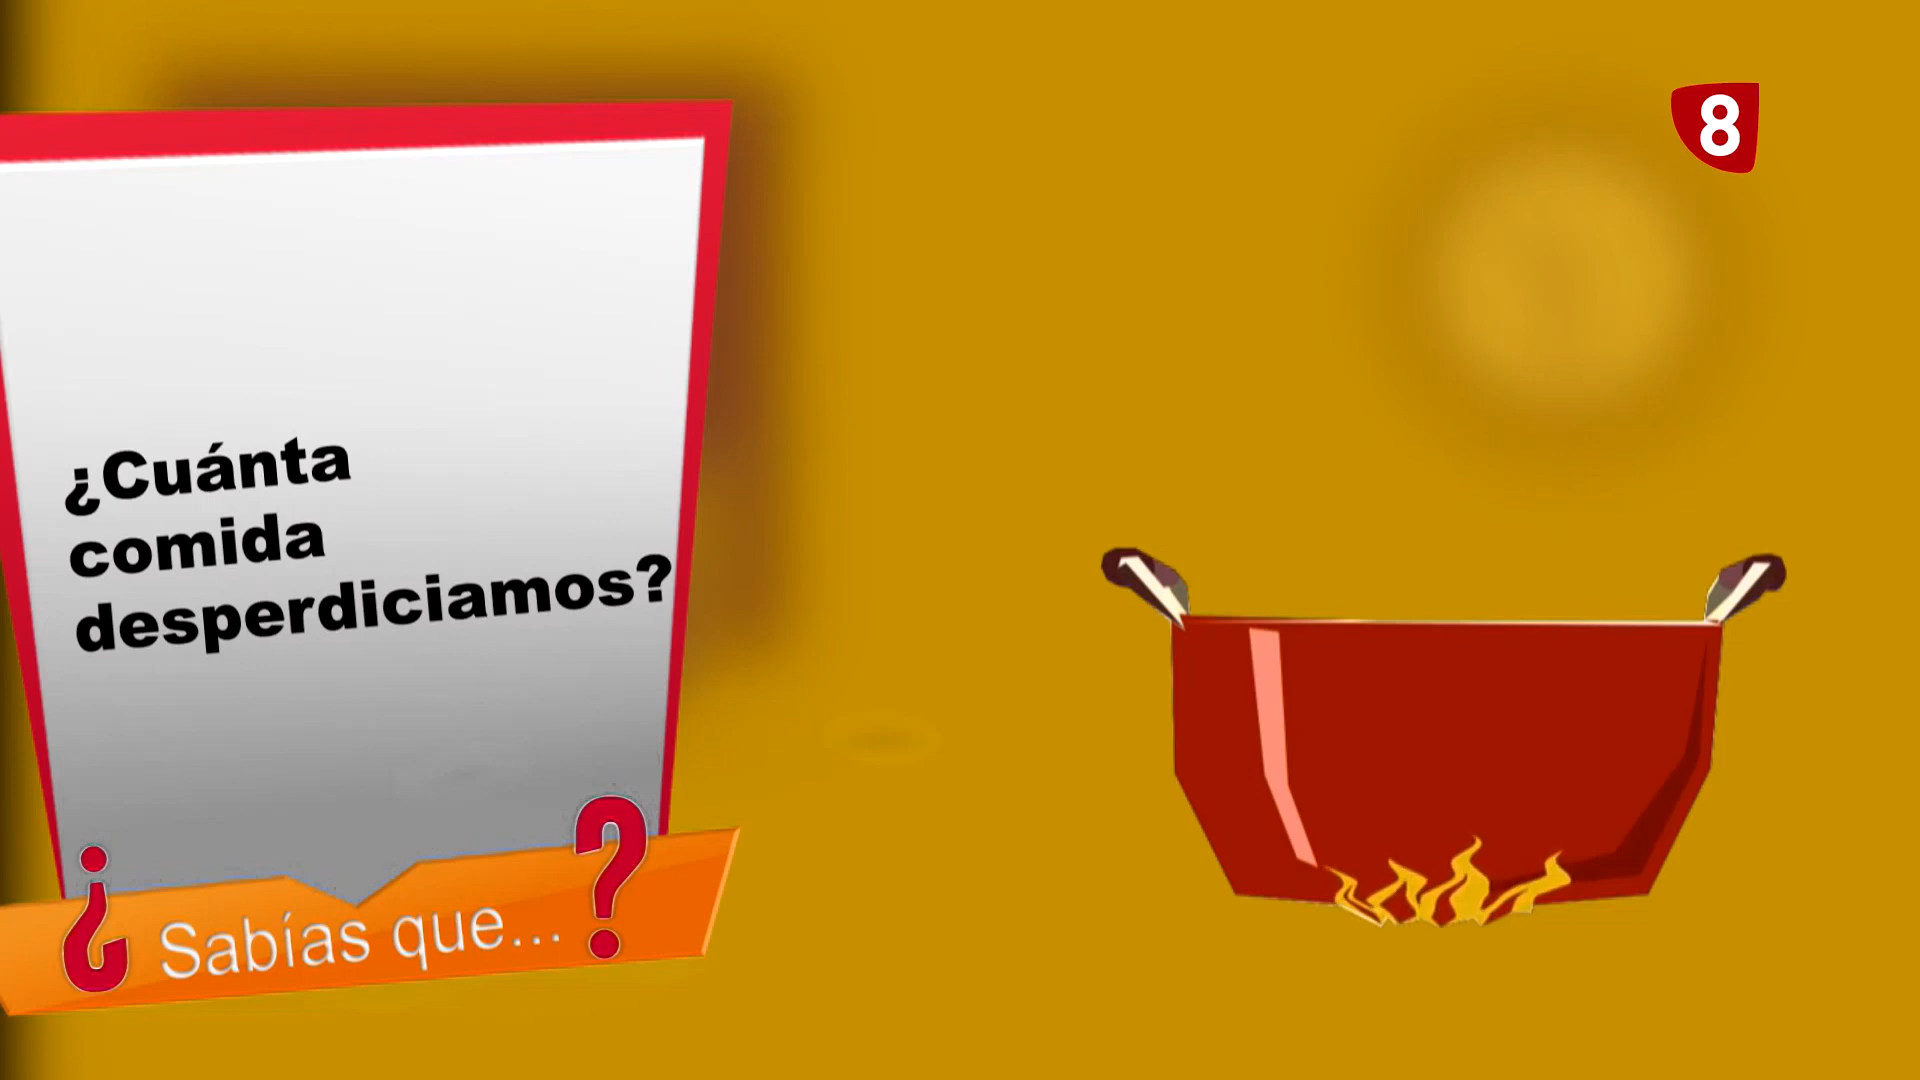 8
¿Cuánta
comida
desperdiciamos?
¿Sabías que...?